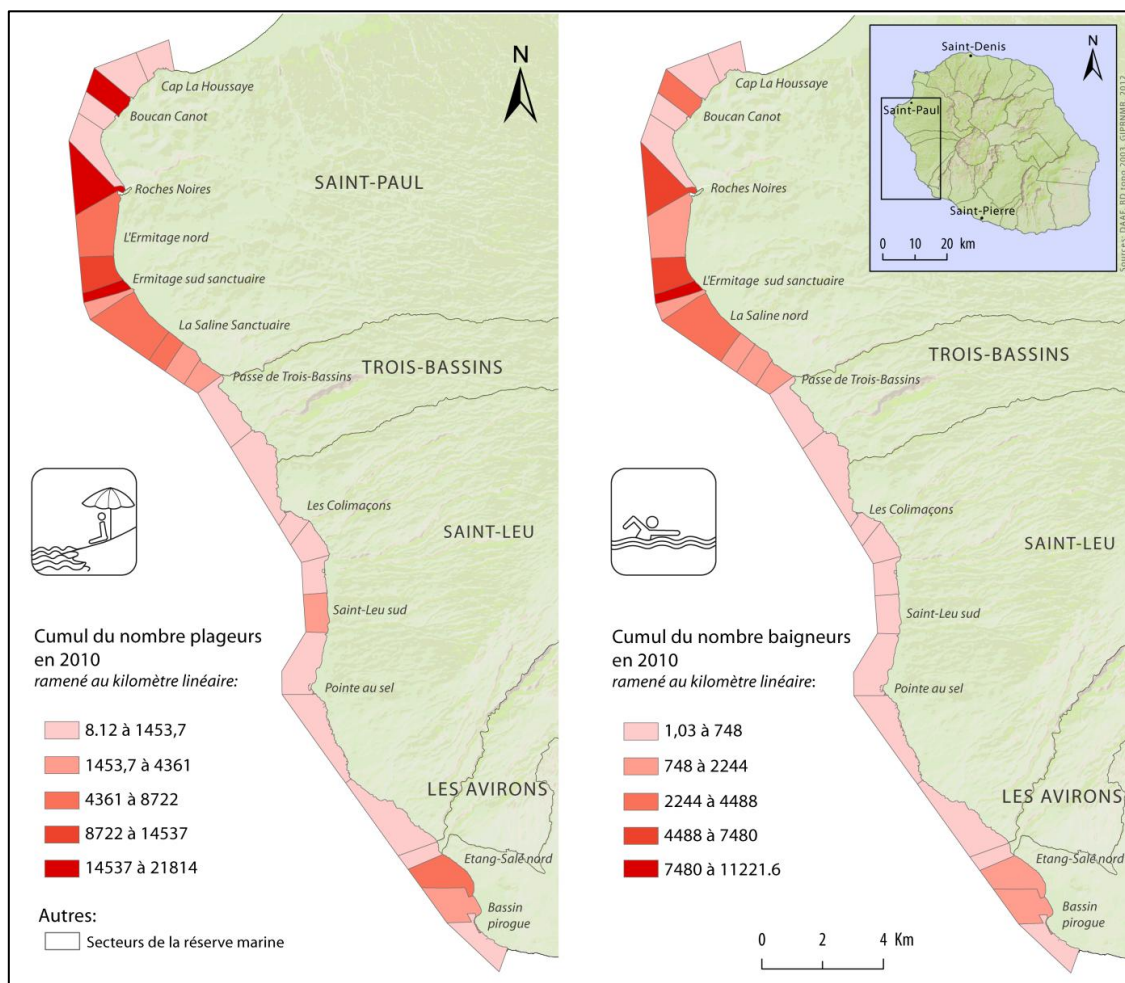 N
Cap La Houssaye
Boucan Canot
SAINT-PAUL
Roches Noires
L'Ermitage nord
Ermitage sud sanctuaire
La Saline Sanctuaire
TROIS-BASSINS
Passe de Trois-Bassins
Les Colimaçons
SAINT-LEU
Saint-Leu sud
Pointe au sel
LES AVIRONS
Etang-Salé nord
Bassin
pirogue
Cumul du nombre plageurs
en 2010
ramené au kilomètre linéaire:
8.12 à 1453,7
1453,7 à 4361
4361 à 8722
8722 à 14537
14537 à 21814
Autres:
Secteurs de la réserve marine
Cap La Houssaye
Boucan Canot
Roches Noires
L'Ermitage sud sanctuaire
La Saline nord
TROIS-BASSINS
Passe de Trois-Bassins
Les Colimaçons
SAINT-LEU
Saint-Leu sud
Pointe au sel
LES AVIRONS
Etang-Salé nord
Bassin
pirogue
Cumul du nombre baigneurs
en 2010
ramené au kilomètre linéaire:
1,03 à 748
748 à 2244
2244 à 4488
4488 à 7480
7480 à 11221.6
0 2 4 Km
Saint-Denis
N
Saint-Paul
Saint-Pierre
0 10 20 km
Sources: DAAF, BD topo 2003, GIPRNMR, 2012